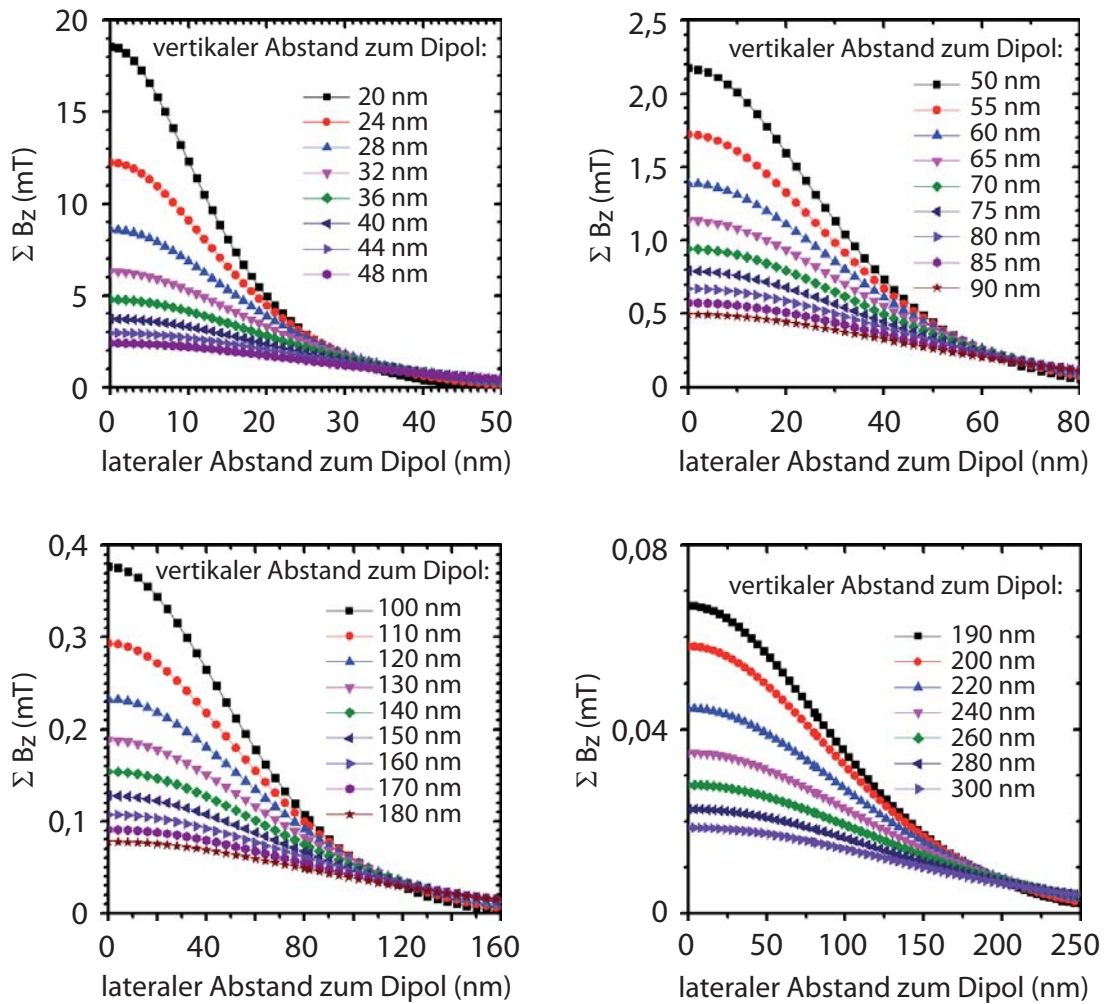 20
15
10
5
0
Σ Bz (mT)
vertikaler Abstand zum Dipol:
20 nm
24 nm
28 nm
32 nm
36 nm
40 nm
44 nm
48 nm
0 10 20 30 40 50
lateraler Abstand zum Dipol (nm)
2,5
2,0
1.5
1.0
0,5
0
Σ Bz (mT)
vertikaler Abstand zum Dipol:
50 nm
55 nm
60 nm
65 nm
70 nm
75 nm
80 nm
85 nm
90 nm
0 20 40 60 80
lateraler Abstand zum Dipol (nm)
0,4
0,3
0,2
0,1
0
Σ Bz (mT)
vertikaler Abstand zum Dipol:
100 nm
110 nm
120 nm
130 nm
140 nm
150 nm
160 nm
170 nm
180 nm
0 40 80 120 160
lateraler Abstand zum Dipol (nm)
0,08
0,04
0
Σ Bz (mT)
vertikaler Abstand zum Dipol:
190 nm
200 nm
220 nm
240 nm
260 nm
280 nm
300 nm
0 50 100 150 200 250
lateraler Abstand zum Dipol (nm)